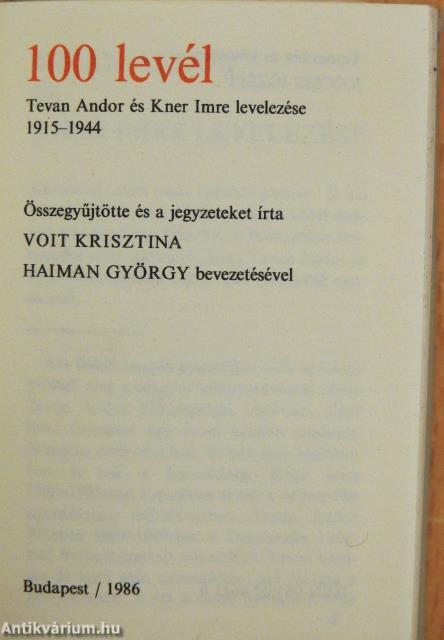 100 levél
Tevan Andor és Kner Imre levelezése
1915–1944
Összegyűjtötte és a jegyzeteket írta
VOIT KRISZTINA
HAIMAN GYÖRGY bevezetésével
Budapest / 1986
Antikvárium.hu